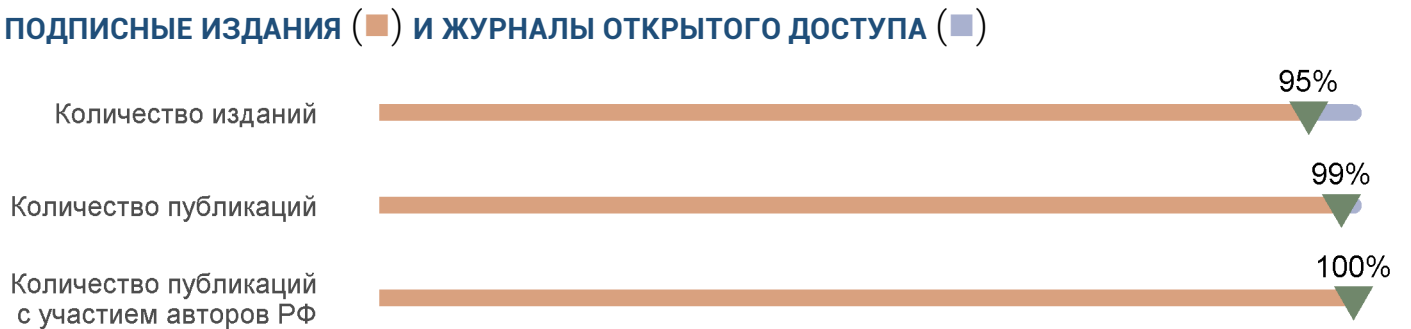 ПОДПИСНЫЕ ИЗДАНИЯ (■) И ЖУРНАЛЫ ОТКРЫТОГО ДОСТУПА (■)
95%
Количество изданий
99%
Количество публикаций
100%
Количество публикаций
с участием авторов РФ